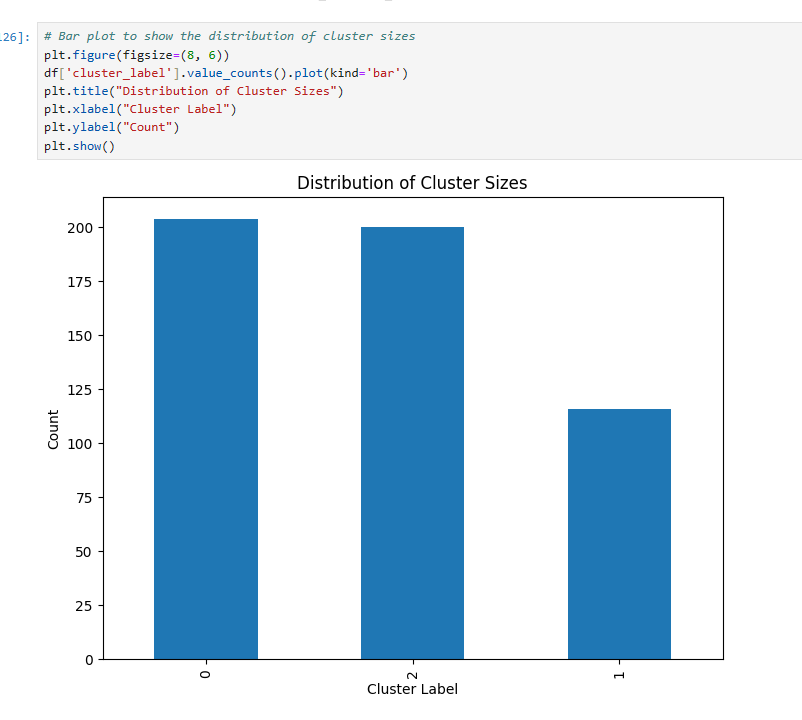 26]:
# Bar plot to show the distribution of cluster sizes
plt.figure(figsize=(8, 6))
df['cluster_label'].value_counts().plot(kind='bar')
plt.title("Distribution of Cluster Sizes")
plt.xlabel("Cluster Label")
plt.ylabel("Count")
plt.show()
Distribution of Cluster Sizes
200
175
150
125
100
75
50
25
0
Count
0
2
1
Cluster Label